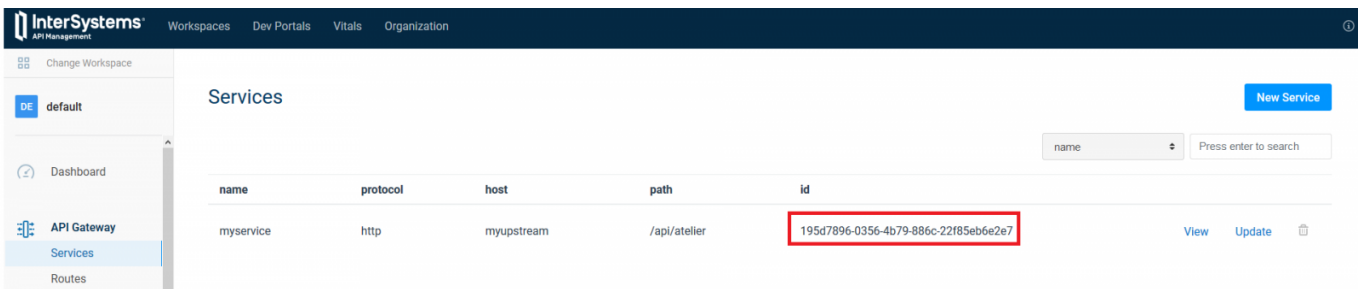 InterSystems®
API Management
Workspaces Dev Portals Vitals Organization
Change Workspace
DE default
Services
New Service
name Press enter to search
Dashboard
name protocol host path id
API Gateway
myservice http myupstream /api/atelier 195d7896-0356-4b79-886c-22f85eb6e2e7 View Update
Services
Routes